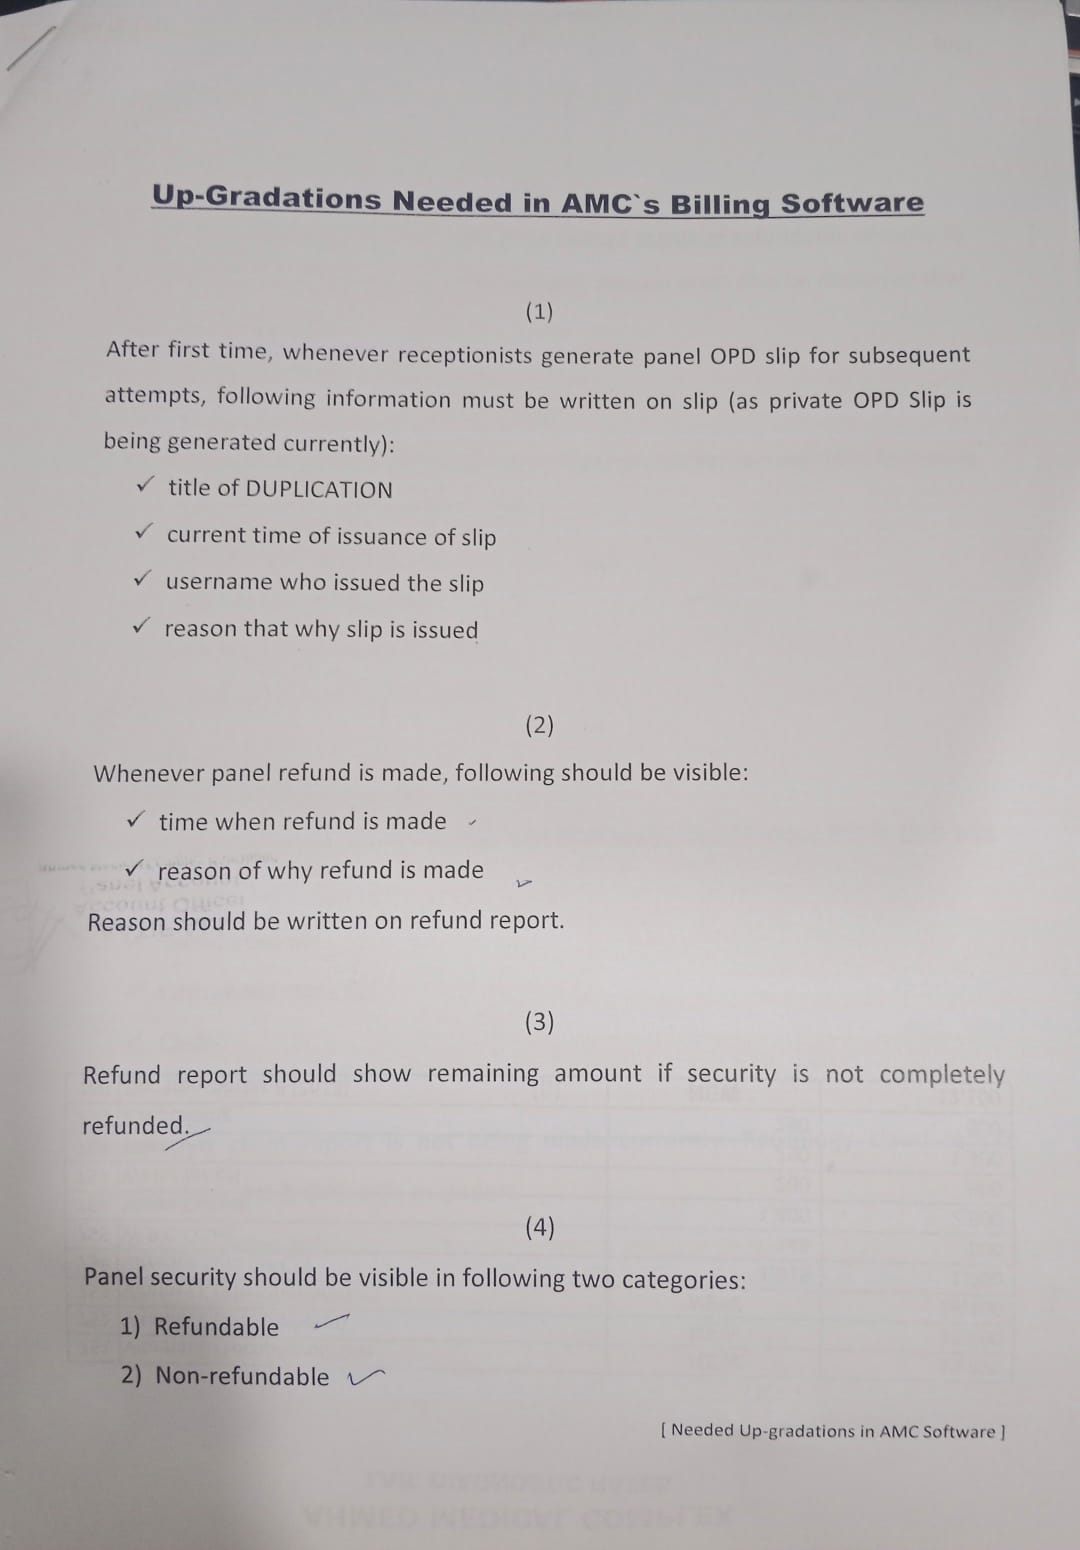 Up-Gradations Needed in AMC`s Billing Software
(1)
After first time, whenever receptionists generate panel OPD slip for subsequent
attempts, following information must be written on slip (as private OPD Slip is
being generated currently):
✓ title of DUPLICATION
✓ current time of issuance of slip
✓ username who issued the slip
✓ reason that why slip is issued
(2)
Whenever panel refund is made, following should be visible:
✓ time when refund is made
✓ reason of why refund is made
Reason should be written on refund report.
(3)
Refund report should show remaining amount if security is not completely
refunded.
(4)
Panel security should be visible in following two categories:
1) Refundable
2) Non-refundable
[ Needed Up-gradations in AMC Software ]